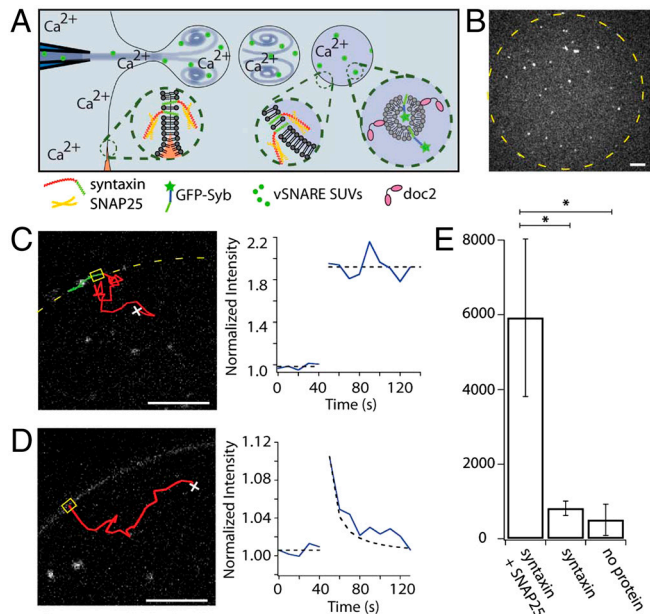 A
Ca2+
Ca2+
Ca2+
Ca2+
Ca2+
Ca2+
Ca2+
Ca2+
syntaxin
SNAP25
GFP-Syb
vSNARE SUVs
doc2
B
C
Normalized Intensity
2.2
1.8
1.4
1.0
0
40
80
120
Time (s)
D
Normalized Intensity
1.12
1.08
1.04
1.00
0
40
80
120
Time (s)
E
*
*
8000
6000
4000
2000
0
syntaxin
+ SNAP25
syntaxin
no protein